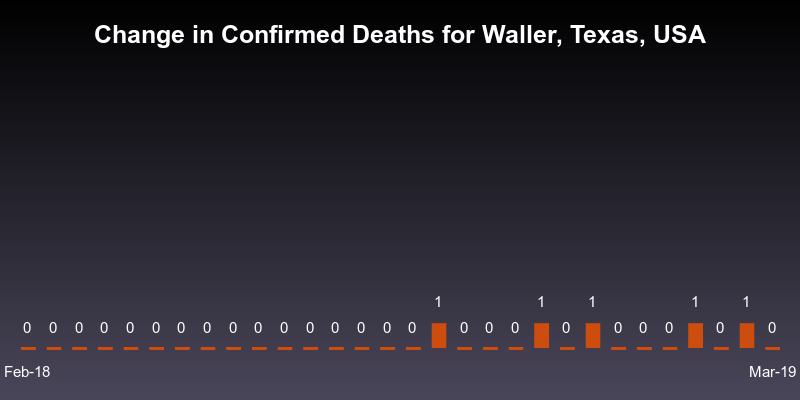 Change in Confirmed Deaths for Waller, Texas, USA
1 1 1 1 1
0 0 0 0 0 0 0 0 0 0 0 0 0 0 0 0 0 0 0 0 0 0 0 0 0
Feb-18 Mar-19